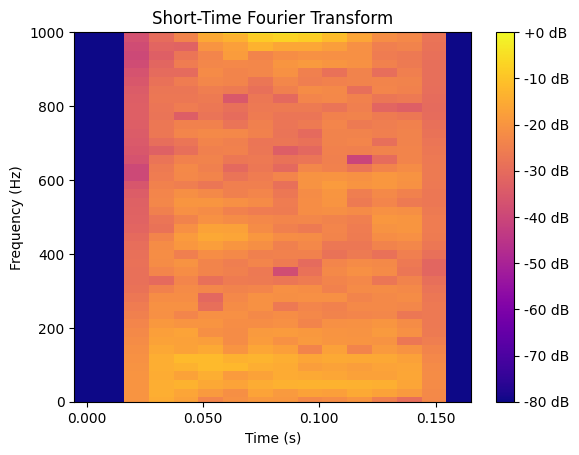 Short-Time Fourier Transform
1000
800
600
400
200
0
Frequency (Hz)
0.000
0.050
0.100
0.150
Time (s)
+0 dB
-10 dB
-20 dB
-30 dB
-40 dB
-50 dB
-60 dB
-70 dB
-80 dB